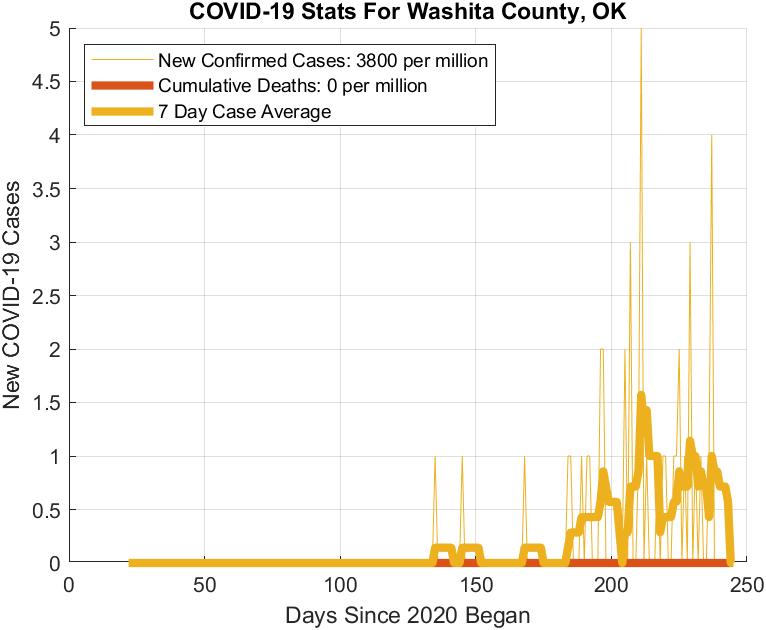 COVID-19 Stats For Washita County, OK
New Confirmed Cases: 3800 per million
Cumulative Deaths: 0 per million
7 Day Case Average
New COVID-19 Cases
5
4.5
4
3.5
3
2.5
2
1.5
1
0.5
0
0 50 100 150 200 250
Days Since 2020 Began